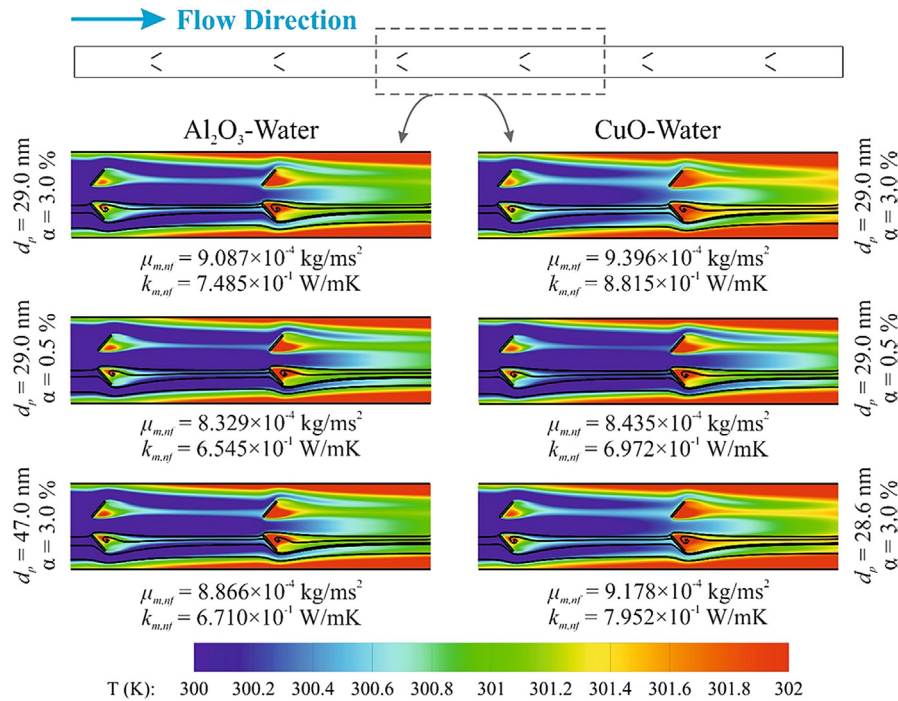 Flow Direction
Al₂O₃-Water
CuO-Water
dₚ = 29.0 nm
α = 3.0 %
dₚ = 29.0 nm
α = 3.0 %
μₘ,ₙf = 9.087×10⁻⁴ kg/ms²
kₘ,ₙf = 7.485×10⁻¹ W/mK
μₘ,ₙf = 9.396×10⁻⁴ kg/ms²
kₘ,ₙf = 8.815×10⁻¹ W/mK
dₚ = 29.0 nm
α = 0.5 %
dₚ = 29.0 nm
α = 0.5 %
μₘ,ₙf = 8.329×10⁻⁴ kg/ms²
kₘ,ₙf = 6.545×10⁻¹ W/mK
μₘ,ₙf = 8.435×10⁻⁴ kg/ms²
kₘ,ₙf = 6.972×10⁻¹ W/mK
dₚ = 47.0 nm
α = 3.0 %
dₚ = 28.6 nm
α = 3.0 %
μₘ,ₙf = 8.866×10⁻⁴ kg/ms²
kₘ,ₙf = 6.710×10⁻¹ W/mK
μₘ,ₙf = 9.178×10⁻⁴ kg/ms²
kₘ,ₙf = 7.952×10⁻¹ W/mK
T (K): 300 300.2 300.4 300.6 300.8 301 301.2 301.4 301.6 301.8 302